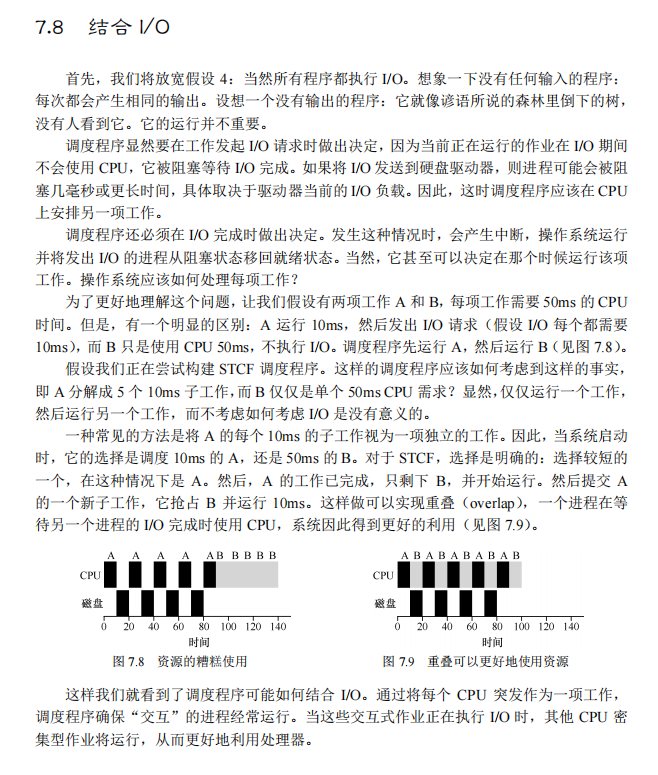 7.8 结合 I/O
首先，我们将放宽假设 4：当然所有程序都执行 I/O。想象一下没有任何输入的程序：
每次都会产生相同的输出。设想一个没有输出的程序：它就像谚语所说的森林里倒下的树，
没有人看到它。它的运行并不重要。
调度程序显然要在工作发起 I/O 请求时做出决定，因为当前正在运行的作业在 I/O 期间
不会使用 CPU，它被阻塞等待 I/O 完成。如果将 I/O 发送到硬盘驱动器，则进程可能会被阻
塞几毫秒或更长时间，具体取决于驱动器当前的 I/O 负载。因此，这时调度程序应该在 CPU
上安排另一项工作。
调度程序还必须在 I/O 完成时做出决定。发生这种情况时，会产生中断，操作系统运行
并将发出 I/O 的进程从阻塞状态移回就绪状态。当然，它甚至可以决定在那个时候运行该项
工作。操作系统应该如何处理每项工作？
为了更好地理解这个问题，让我们假设有两项工作 A 和 B，每项工作需要 50ms 的 CPU
时间。但是，有一个明显的区别：A 运行 10ms，然后发出 I/O 请求（假设 I/O 每个都需要
10ms），而 B 只是使用 CPU 50ms，不执行 I/O。调度程序先运行 A，然后运行 B（见图 7.8）。
假设我们正在尝试构建 STCF 调度程序。这样的调度程序应该如何考虑到这样的事实，
即 A 分解成 5 个 10ms 子工作，而 B 仅仅是单个 50ms CPU 需求？显然，仅仅运行一个工作，
然后运行另一个工作，而不考虑如何考虑 I/O 是没有意义的。
一种常见的方法是将 A 的每个 10ms 的子工作视为一项独立的工作。因此，当系统启动
时，它的选择是调度 10ms 的 A，还是 50ms 的 B。对于 STCF，选择是明确的：选择较短的
一个，在这种情况下是 A。然后，A 的工作已完成，只剩下 B，并开始运行。然后提交 A
的一个新子工作，它抢占 B 并运行 10ms。这样做可以实现重叠（overlap），一个进程在等
待另一个进程的 I/O 完成时使用 CPU，系统因此得到更好的利用（见图 7.9）。
A A A A A B B B B B
CPU
磁盘
0 20 40 60 80 100 120 140
时间
图 7.8 资源的糟糕使用
A B A B A B A B A B
CPU
磁盘
0 20 40 60 80 100 120 140
时间
图 7.9 重叠可以更好地使用资源
这样我们就看到了调度程序可能如何结合 I/O。通过将每个 CPU 突发作为一项工作，
调度程序确保“交互”的进程经常运行。当这些交互式作业正在执行 I/O 时，其他 CPU 密
集型作业将运行，从而更好地利用处理器。